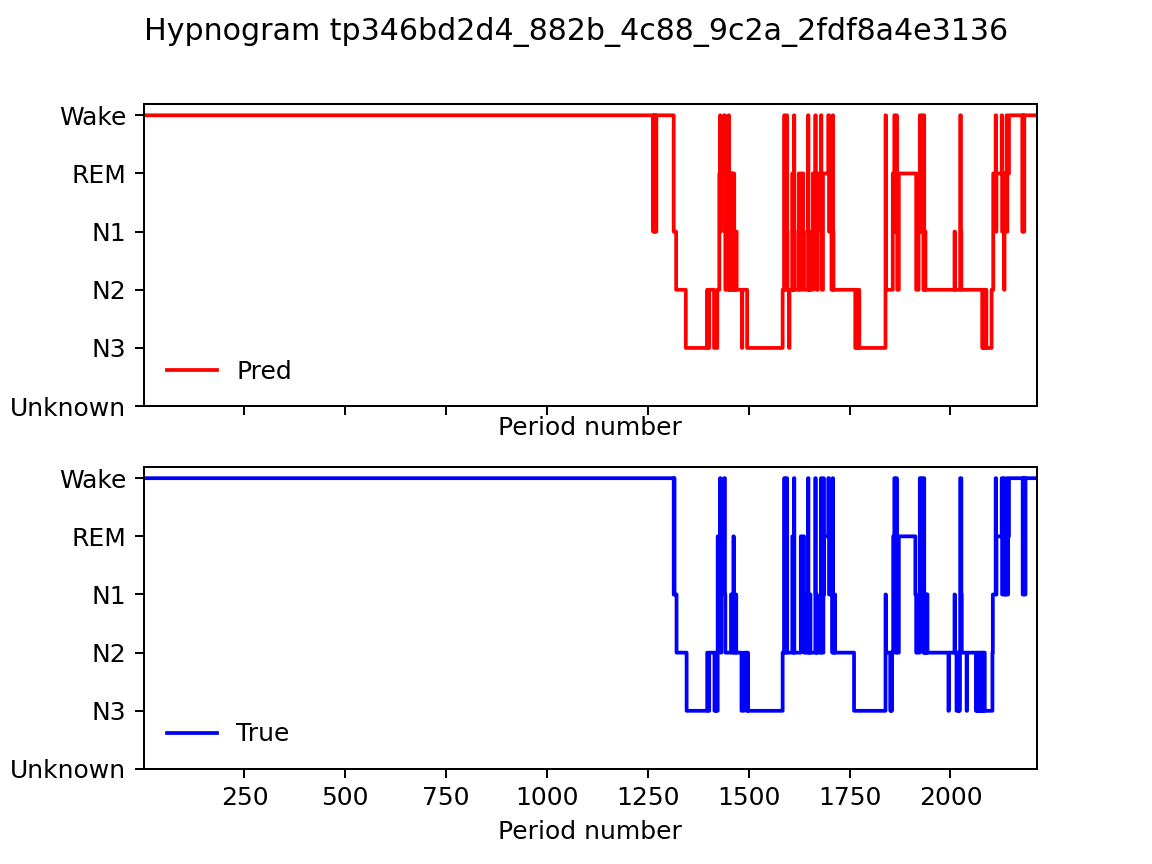 Hypnogram tp346bd2d4_882b_4c88_9c2a_2fdf8a4e3136
Wake
REM
N1
N2
N3
Unknown
Pred
Period number
Wake
REM
N1
N2
N3
Unknown
True
250 500 750 1000 1250 1500 1750 2000
Period number